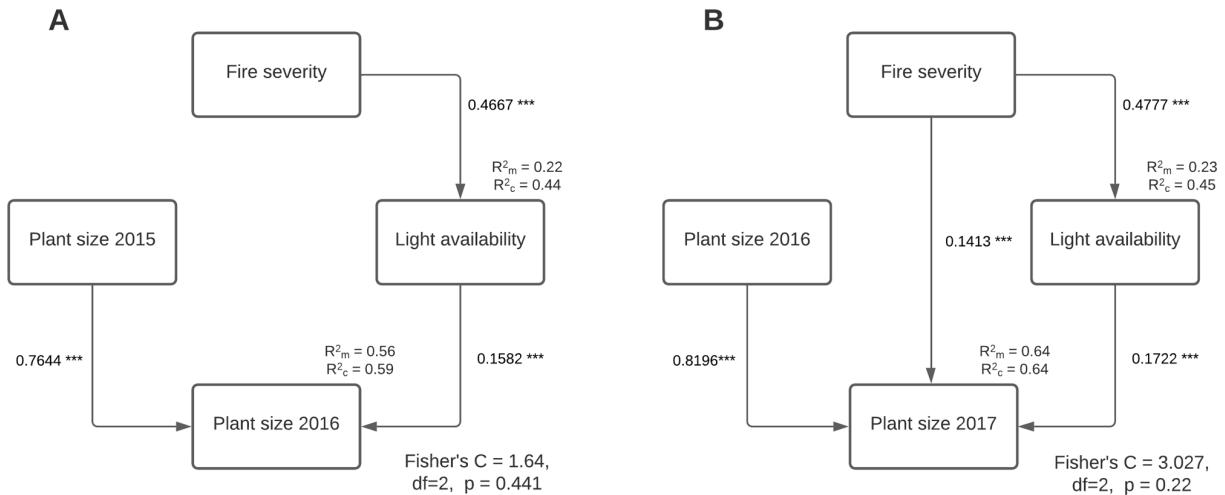 A
Fire severity
0.4667 ***
R²m = 0.22
R²c = 0.44
Plant size 2015
Light availability
0.7644 ***
R²m = 0.56
R²c = 0.59
0.1582 ***
Plant size 2016
Fisher's C = 1.64,
df=2, p = 0.441
B
Fire severity
0.4777 ***
R²m = 0.23
R²c = 0.45
Plant size 2016
0.1413 ***
Light availability
0.8196***
R²m = 0.64
R²c = 0.64
0.1722 ***
Plant size 2017
Fisher's C = 3.027,
df=2, p = 0.22